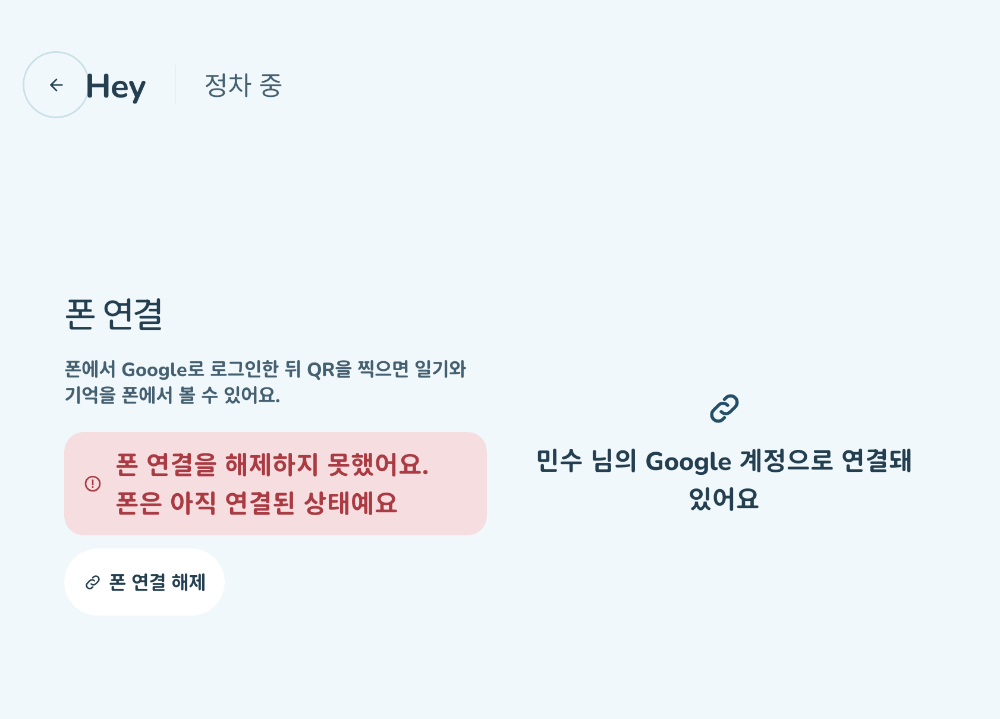 Hey
정차 중
폰 연결
폰에서 Google로 로그인한 뒤 QR을 찍으면 일기와
기억을 폰에서 볼 수 있어요.
폰 연결을 해제하지 못했어요.
폰은 아직 연결된 상태예요
폰 연결 해제
민수 님의 Google 계정으로 연결돼
있어요